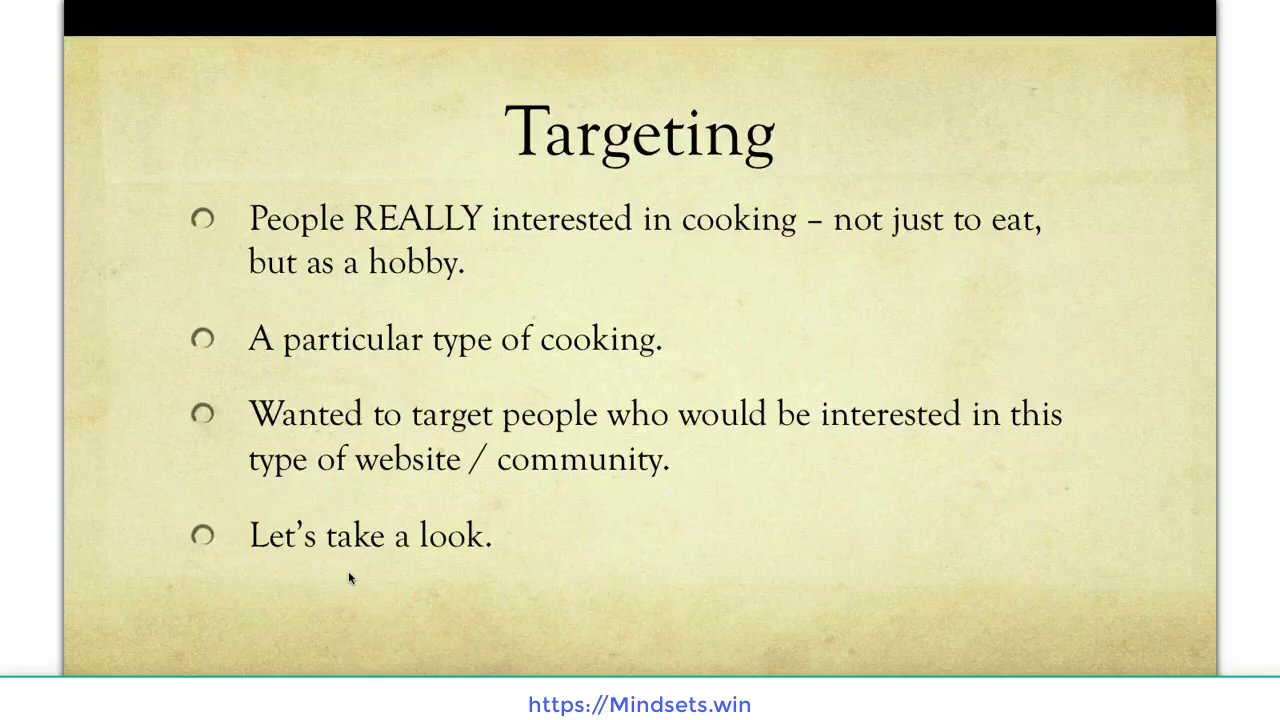 Targeting
People REALLY interested in cooking – not just to eat,
but as a hobby.
A particular type of cooking.
Wanted to target people who would be interested in this
type of website / community.
Let’s take a look.
https://Mindsets.win